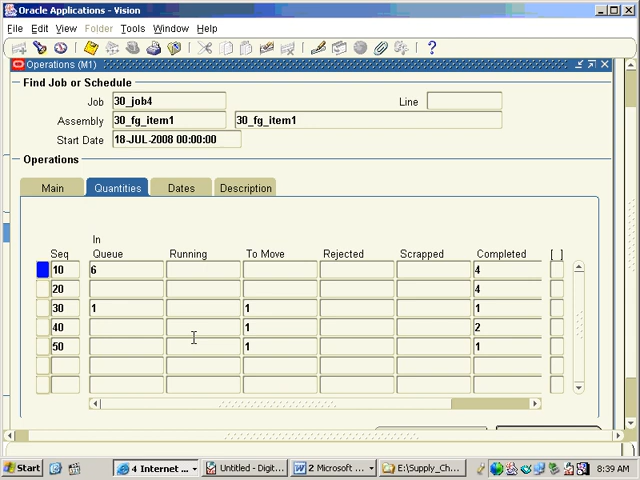 Oracle Applications - Vision
File Edit View Folder Tools Window Help
Operations (M1)
Find Job or Schedule
Job 30_job4 Line
Assembly 30_fg_item1 30_fg_item1
Start Date 18-JUL-2008 00:00:00
Operations
Main Quantities Dates Description
In
Seq Queue Running To Move Rejected Scrapped Completed [ ]
10 6 4
20 4
30 1 1 1
40 1 2
50 1 1
Start 4 Internet ... Untitled - Digit... 2 Microsoft ... E:\Supply_Ch... 8:39 AM